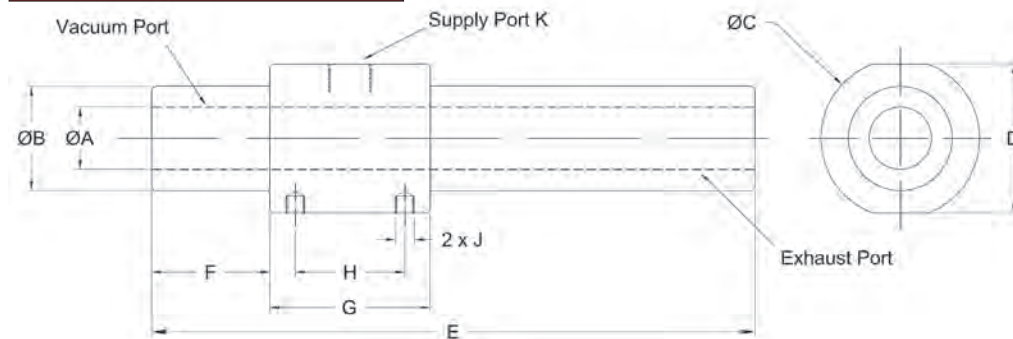 Supply Port K
Vacuum Port
ØC
ØB
ØA
D
2 x J
Exhaust Port
F
H
G
E